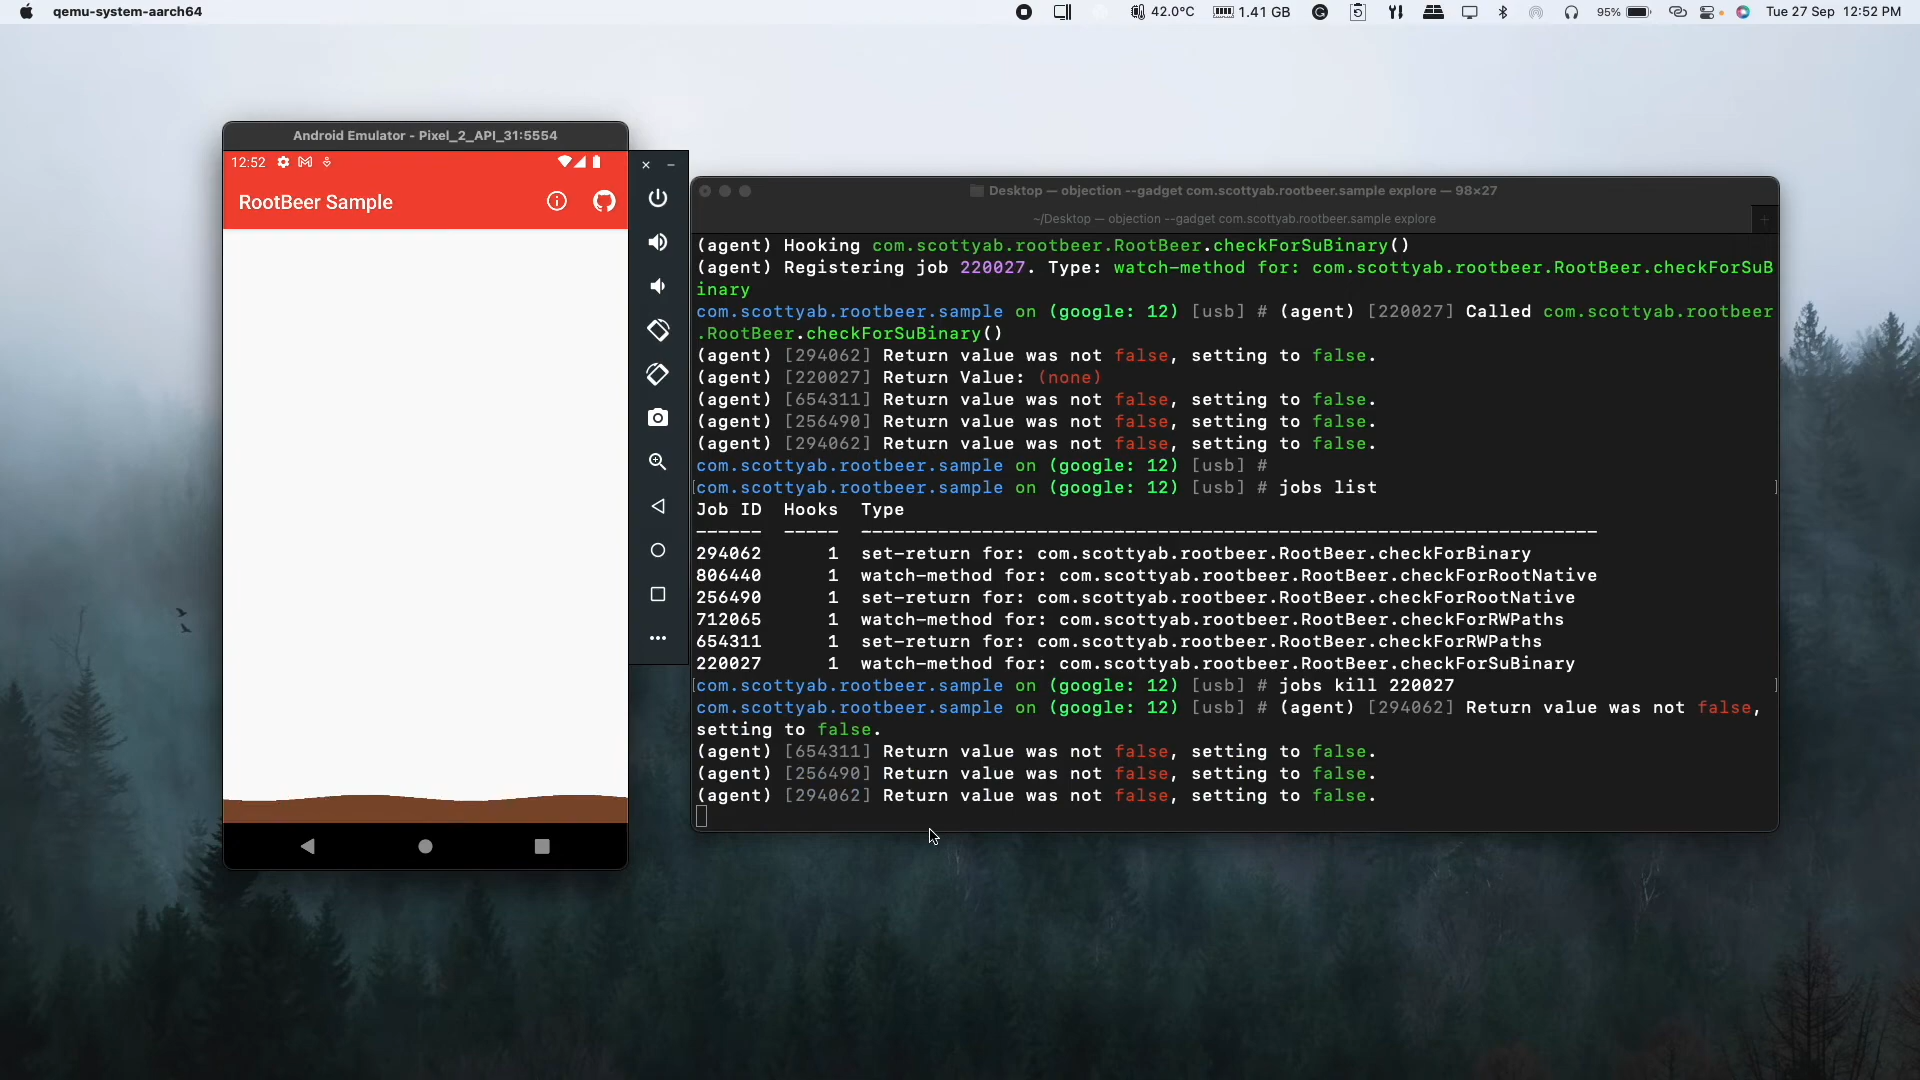 qemu-system-aarch64
42.0°C
1.41 GB
95%
Tue 27 Sep 12:52 PM
Android Emulator - Pixel_2_API_31:5554
12:52
RootBeer Sample
Desktop — objection --gadget com.scottyab.rootbeer.sample explore — 98×27
~/Desktop — objection --gadget com.scottyab.rootbeer.sample explore
(agent) Hooking com.scottyab.rootbeer.RootBeer.checkForSuBinary()
(agent) Registering job 220027. Type: watch-method for: com.scottyab.rootbeer.RootBeer.checkForSuB
inary
com.scottyab.rootbeer.sample on (google: 12) [usb] # (agent) [220027] Called com.scottyab.rootbeer
.RootBeer.checkForSuBinary()
(agent) [294062] Return value was not false, setting to false.
(agent) [220027] Return Value: (none)
(agent) [654311] Return value was not false, setting to false.
(agent) [256490] Return value was not false, setting to false.
(agent) [294062] Return value was not false, setting to false.
com.scottyab.rootbeer.sample on (google: 12) [usb] #
[com.scottyab.rootbeer.sample on (google: 12) [usb] # jobs list ]
Job ID Hooks Type
------ ----- -------------------------------------------------------------------
294062 1 set-return for: com.scottyab.rootbeer.RootBeer.checkForBinary
806440 1 watch-method for: com.scottyab.rootbeer.RootBeer.checkForRootNative
256490 1 set-return for: com.scottyab.rootbeer.RootBeer.checkForRootNative
712065 1 watch-method for: com.scottyab.rootbeer.RootBeer.checkForRWPaths
654311 1 set-return for: com.scottyab.rootbeer.RootBeer.checkForRWPaths
220027 1 watch-method for: com.scottyab.rootbeer.RootBeer.checkForSuBinary
[com.scottyab.rootbeer.sample on (google: 12) [usb] # jobs kill 220027 ]
com.scottyab.rootbeer.sample on (google: 12) [usb] # (agent) [294062] Return value was not false,
setting to false.
(agent) [654311] Return value was not false, setting to false.
(agent) [256490] Return value was not false, setting to false.
(agent) [294062] Return value was not false, setting to false.